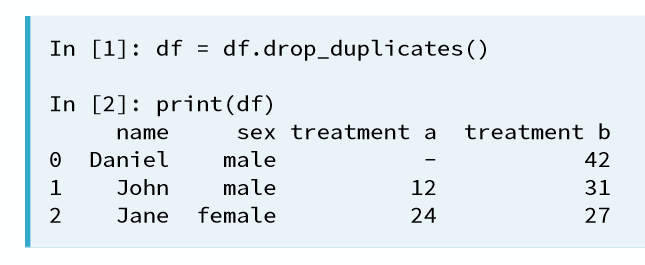 In [1]: df = df.drop_duplicates()
In [2]: print(df)
name sex treatment a treatment b
0 Daniel male – 42
1 John male 12 31
2 Jane female 24 27